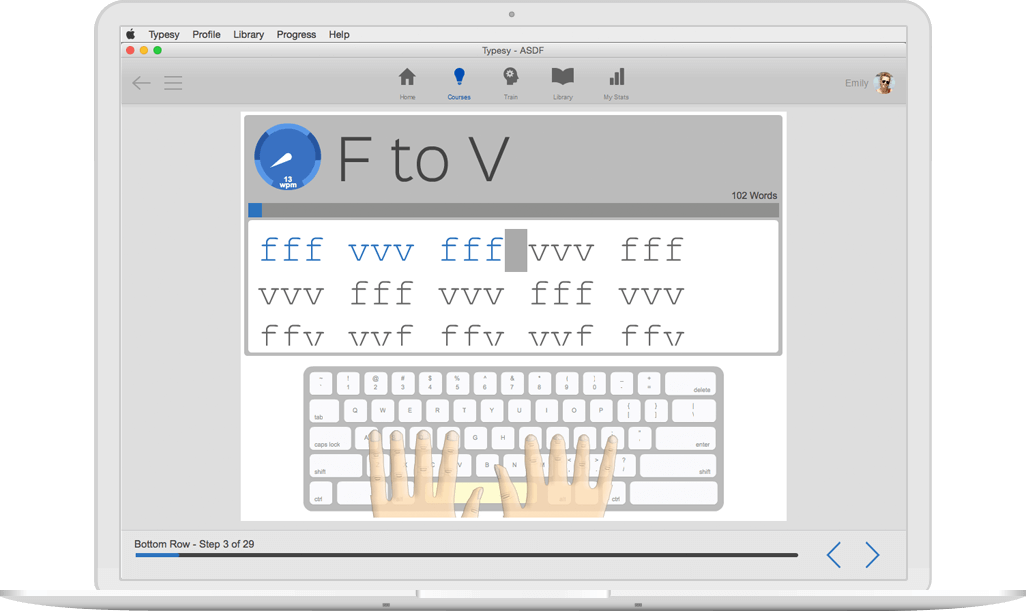 Typesy Profile Library Progress Help
Typesy - ASDF
Home Courses Train Library My Stats
Emily
F to V
13
wpm
102 Words
fff vvv fff vvv fff
vvv fff vvv fff vvv
ffv vvf ffv vvf ffv
~ ! @ # $ % ^ & * ( ) _ +
` 1 2 3 4 5 6 7 8 9 0 - = delete
tab Q W E R T Y U I O P { } |
[ ] \
caps lock A G H " enter
shift C V B N M < > ? shift
, . /
ctrl ctrl
Bottom Row - Step 3 of 29